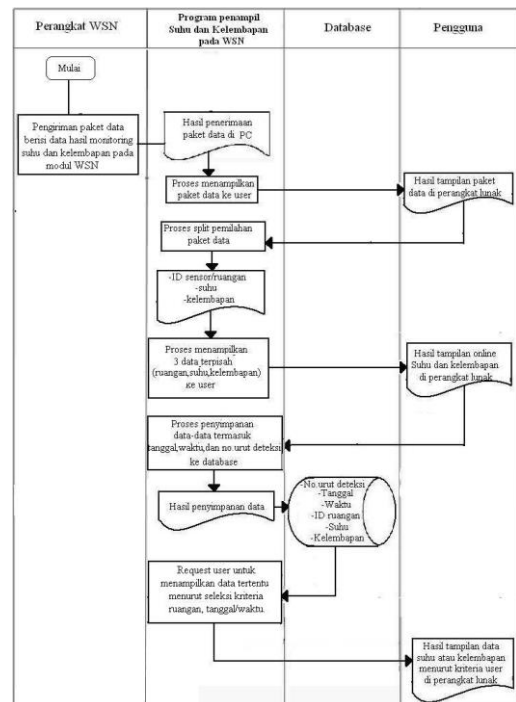 Perangkat WSN
Program penampil
Suhu dan Kelembapan
pada WSN
Database
Pengguna
Mulai
Pengiriman paket data
berisi data hasil monitoring
suhu dan kelembapan pada
modul WSN
Hasil penerimaan
paket data di PC
Proses menampilkan
paket data ke user
Hasil tampilan paket
data di perangkat lunak
Proses split pemilahan
paket data
-ID sensor/ruangan
-suhu
-kelembapan
Proses menampilkan
3 data terpisah
(ruangan,suhu,kelembapan)
ke user
Hasil tampilan online
Suhu dan kelembapan
di perangkat lunak
Proses penyimpanan
data-data termasuk
tanggal,waktu,dan no.urut deteksi
ke database
Hasil penyimpanan data
-No.urut deteksi
-Tanggal
-Waktu
-ID ruangan
-Suhu
-Kelembapan
Request user untuk
menampilkan data tertentu
menurut seleksi kriteria
ruangan, tanggal/waktu.
Hasil tampilan data
suhu atau kelembapan
menurut kriteria user
di perangkat lunak